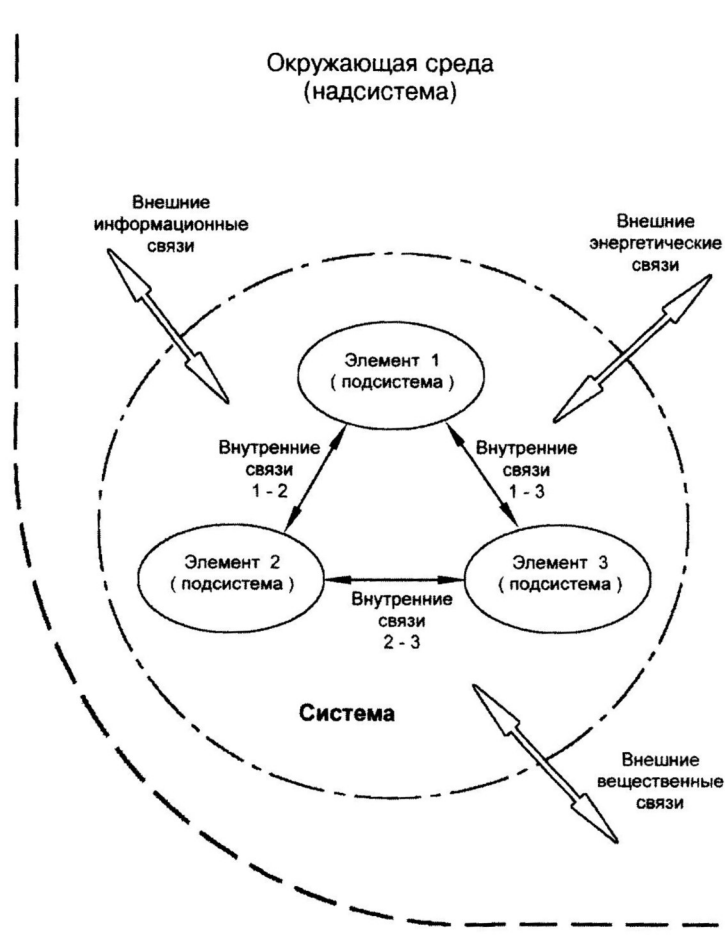 Окружающая среда
(надсистема)
Внешние
информационные
связи
Внешние
энергетические
связи
Элемент 1
( подсистема )
Внутренние
связи
1 - 2
Внутренние
связи
1 - 3
Элемент 2
( подсистема )
Элемент 3
( подсистема )
Внутренние
связи
2 - 3
Система
Внешние
вещественные
связи